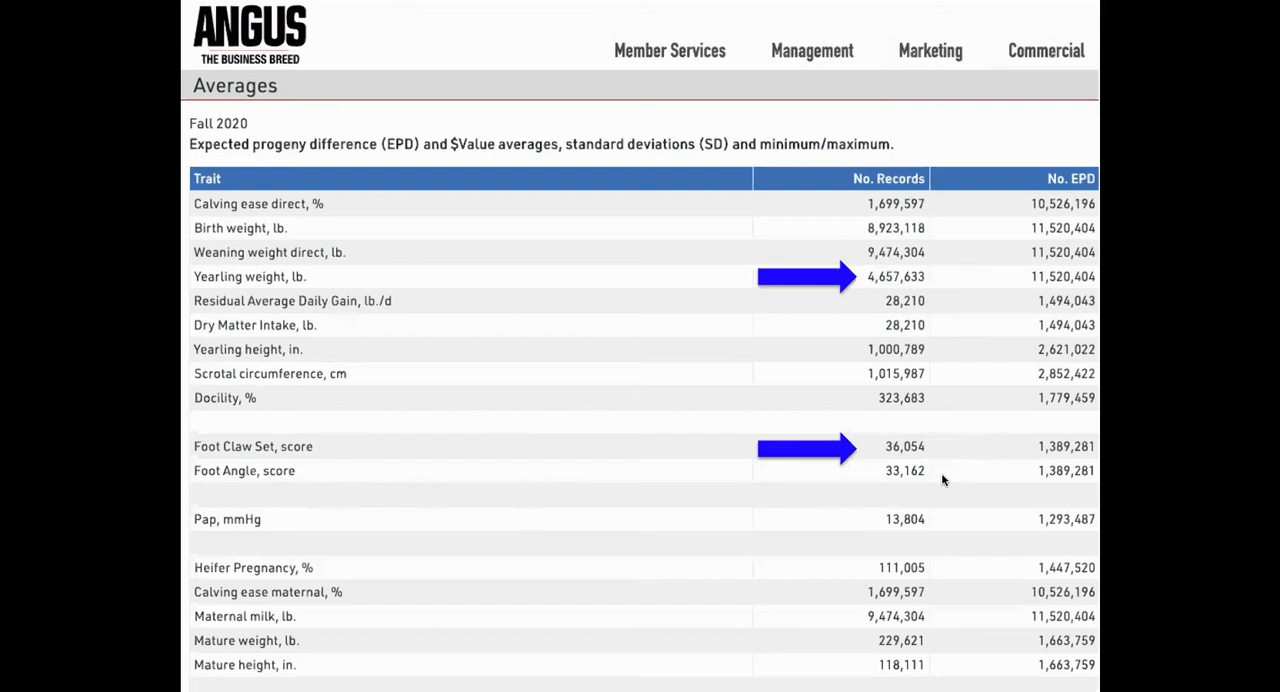 ANGUS
THE BUSINESS BREED
Member Services Management Marketing Commercial
Averages
Fall 2020
Expected progeny difference (EPD) and $Value averages, standard deviations (SD) and minimum/maximum.
Trait No. Records No. EPD
Calving ease direct, % 1,699,597 10,526,196
Birth weight, lb. 8,923,118 11,520,404
Weaning weight direct, lb. 9,474,304 11,520,404
Yearling weight, lb. 4,657,633 11,520,404
Residual Average Daily Gain, lb./d 28,210 1,494,043
Dry Matter Intake, lb. 28,210 1,494,043
Yearling height, in. 1,000,789 2,621,022
Scrotal circumference, cm 1,015,987 2,852,422
Docility, % 323,683 1,779,459
Foot Claw Set, score 36,054 1,389,281
Foot Angle, score 33,162 1,389,281
Pap, mmHg 13,804 1,293,487
Heifer Pregnancy, % 111,005 1,447,520
Calving ease maternal, % 1,699,597 10,526,196
Maternal milk, lb. 9,474,304 11,520,404
Mature weight, lb. 229,621 1,663,759
Mature height, in. 118,111 1,663,759